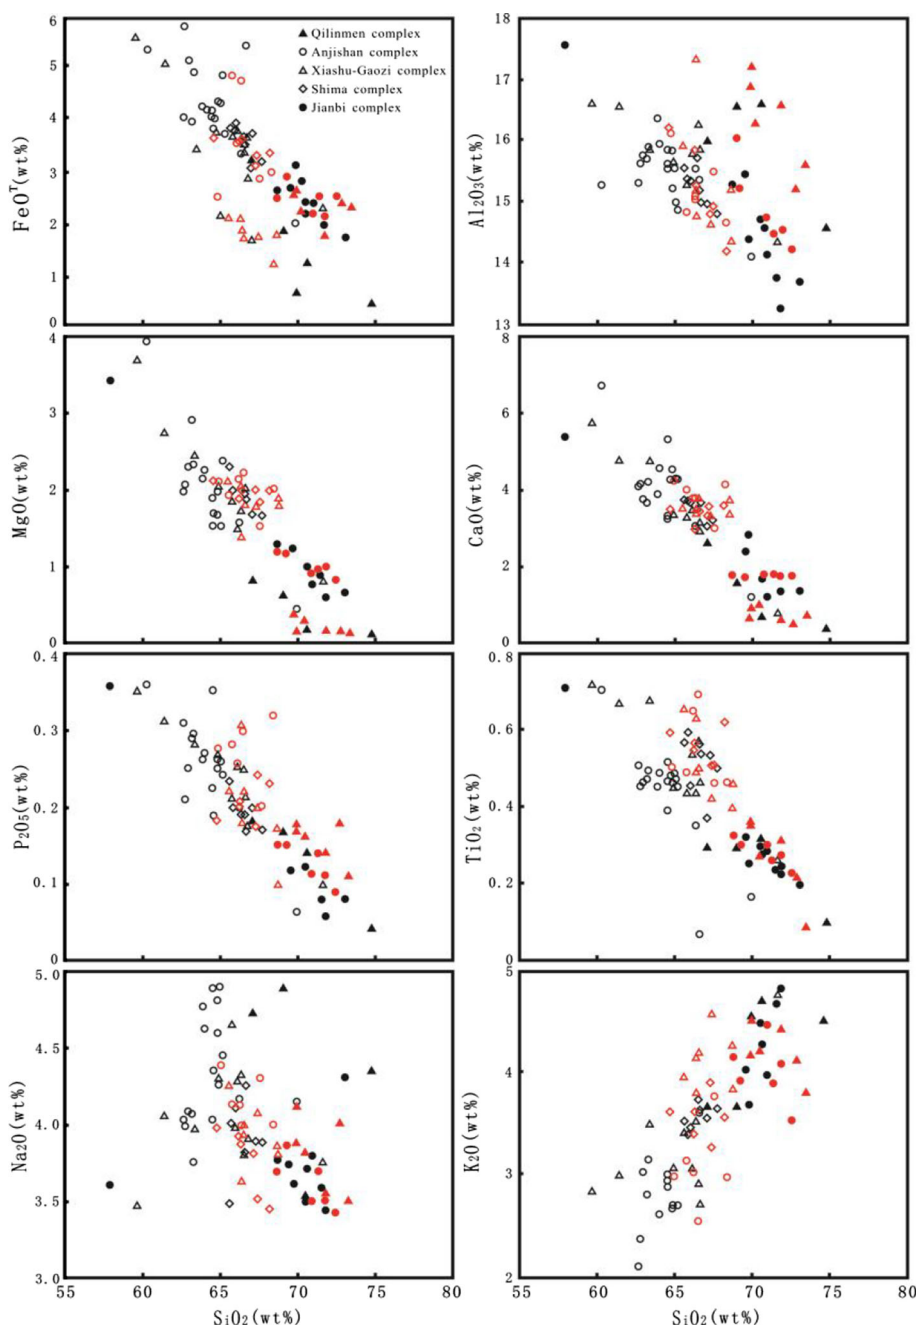 6
5
4
3
2
1
0
FeOᵀ(wt%)
Qilinmen complex
Anjishan complex
Xiashu-Gaozi complex
Shima complex
Jianbi complex
18
17
16
15
14
13
Al₂O₃(wt%)
4
3
2
1
0
MgO(wt%)
8
6
4
2
0
CaO(wt%)
0.4
0.3
0.2
0.1
0
P₂O₅(wt%)
0.8
0.6
0.4
0.2
0
TiO₂(wt%)
5.0
4.5
4.0
3.5
3.0
Na₂O(wt%)
5
4
3
2
K₂O(wt%)
55 60 65 70 75 80
SiO₂(wt%)
55 60 65 70 75 80
SiO₂(wt%)